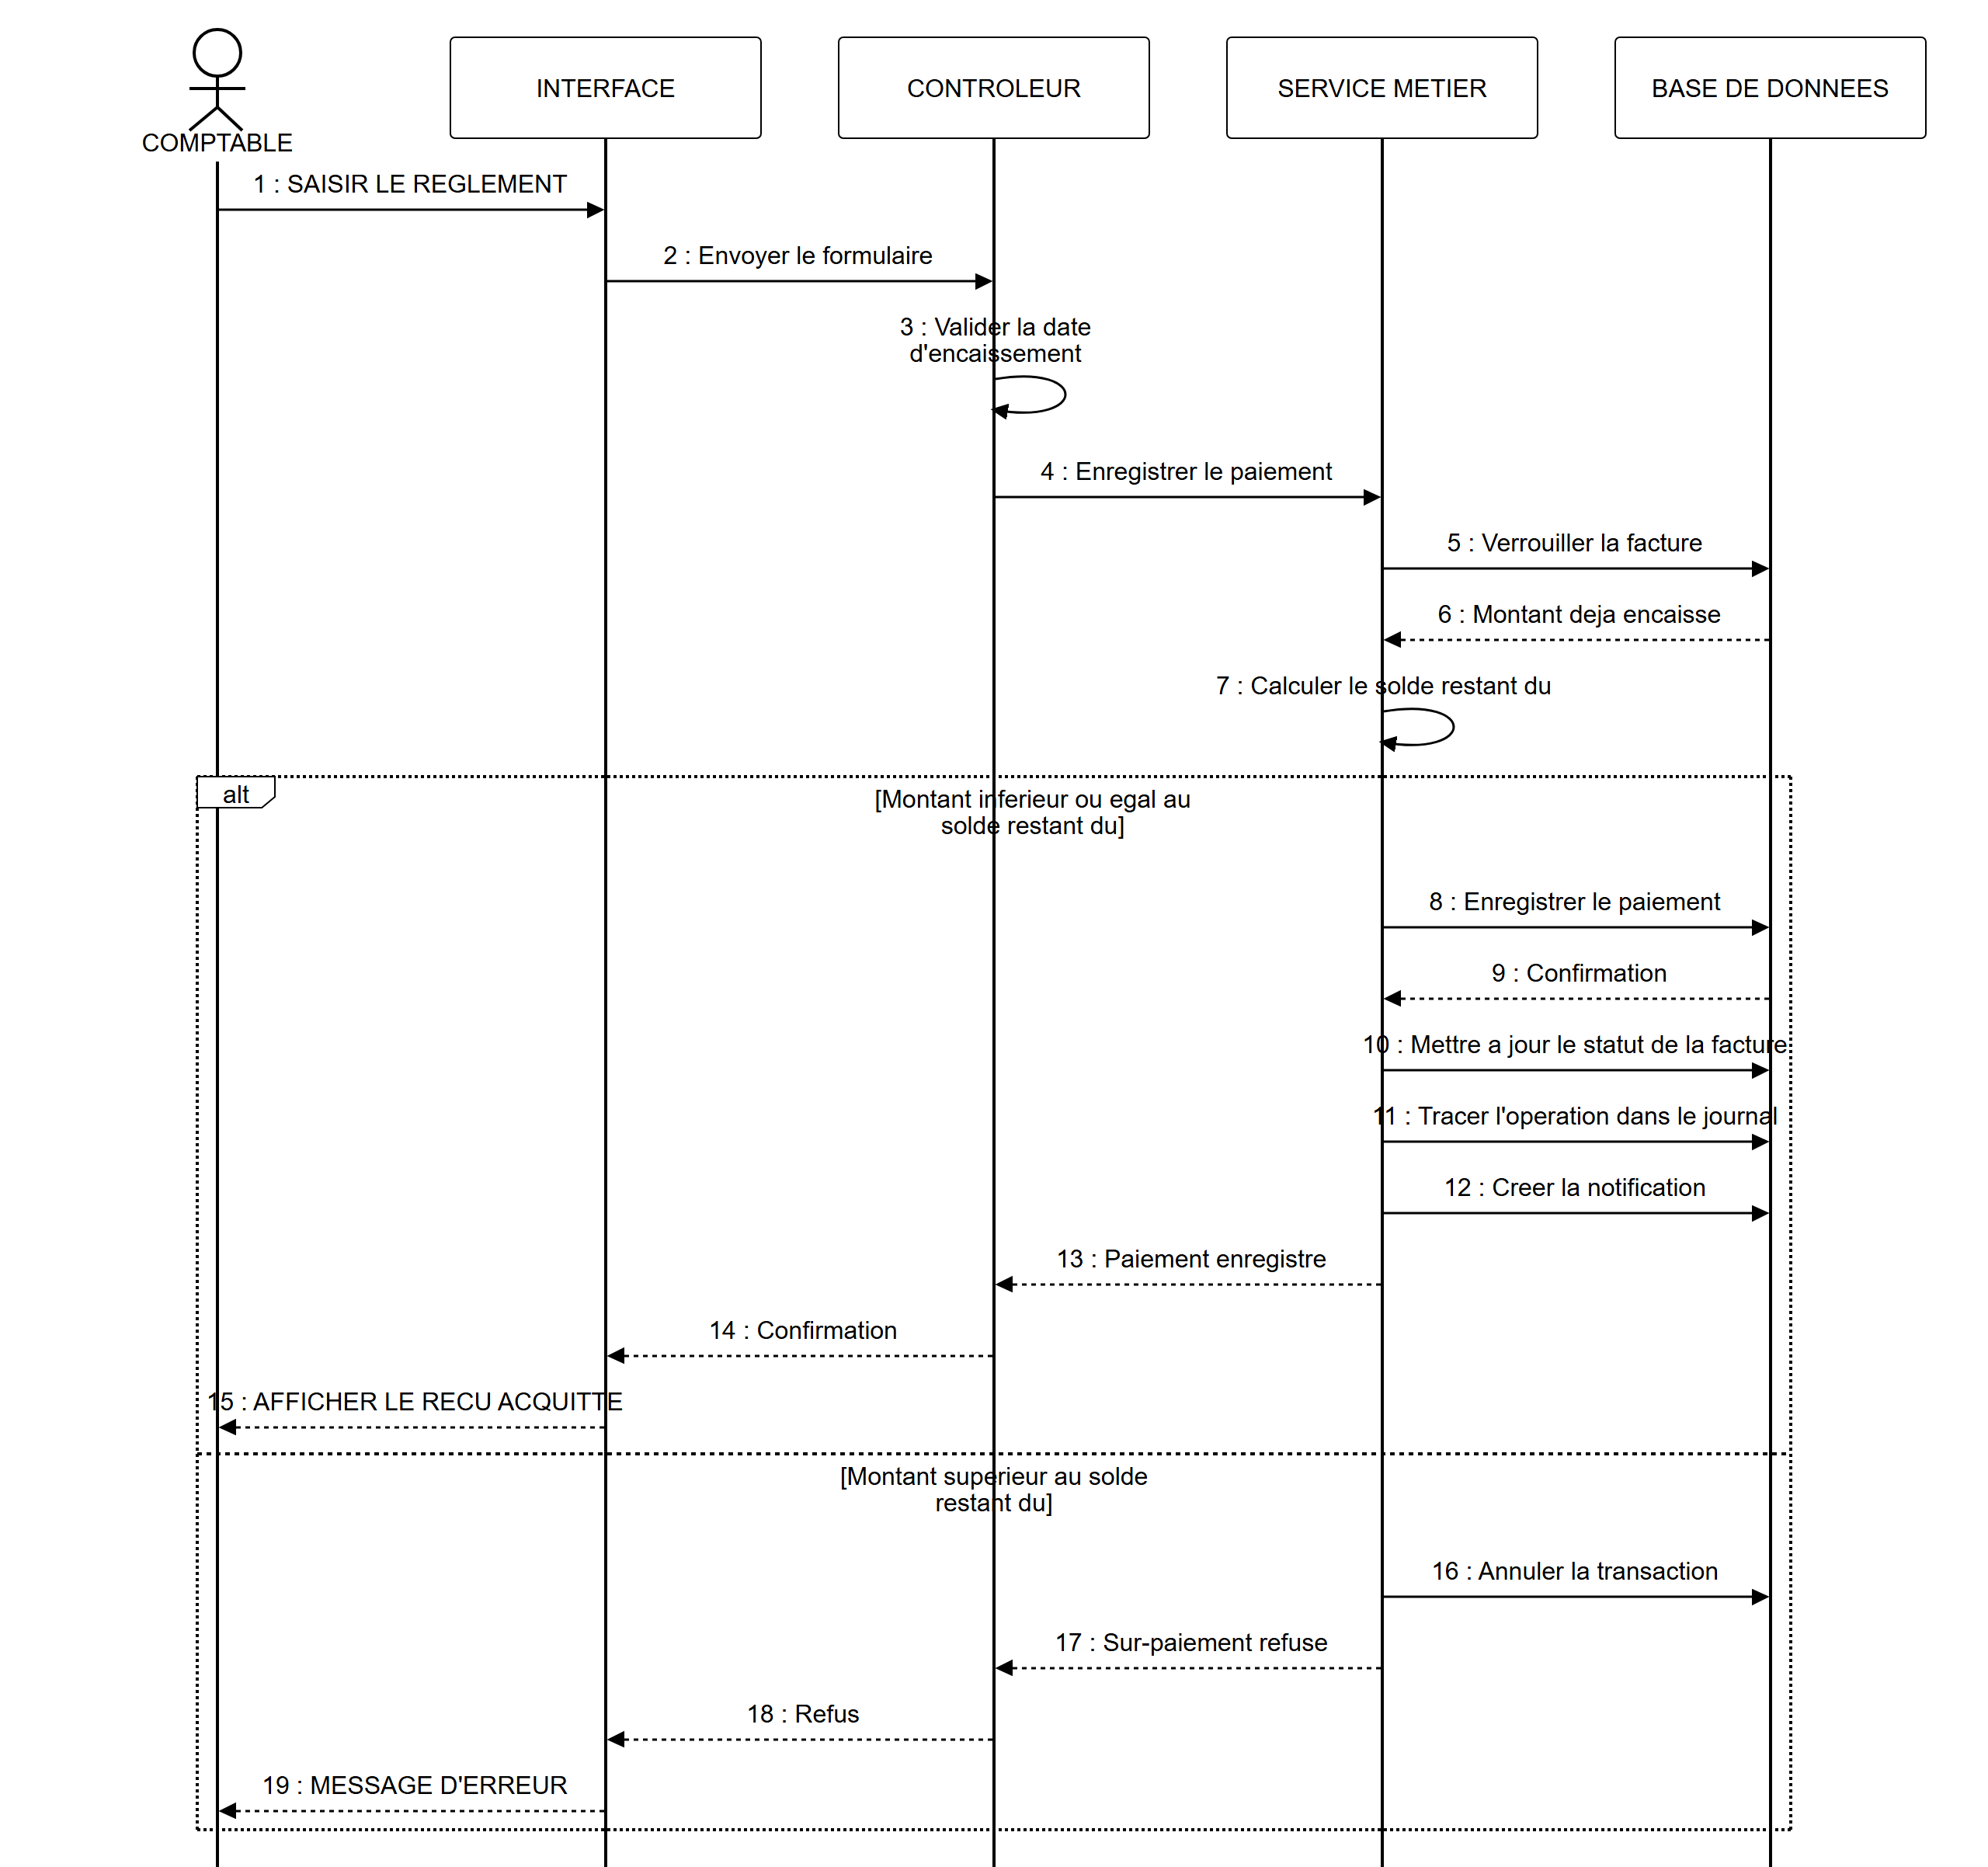 COMPTABLE
INTERFACE
CONTROLEUR
SERVICE METIER
BASE DE DONNEES
1 : SAISIR LE REGLEMENT
2 : Envoyer le formulaire
3 : Valider la date
d'encaissement
4 : Enregistrer le paiement
5 : Verrouiller la facture
6 : Montant deja encaisse
7 : Calculer le solde restant du
alt
[Montant inferieur ou egal au
solde restant du]
8 : Enregistrer le paiement
9 : Confirmation
10 : Mettre a jour le statut de la facture
11 : Tracer l'operation dans le journal
12 : Creer la notification
13 : Paiement enregistre
14 : Confirmation
15 : AFFICHER LE RECU ACQUITTE
[Montant superieur au solde
restant du]
16 : Annuler la transaction
17 : Sur-paiement refuse
18 : Refus
19 : MESSAGE D'ERREUR